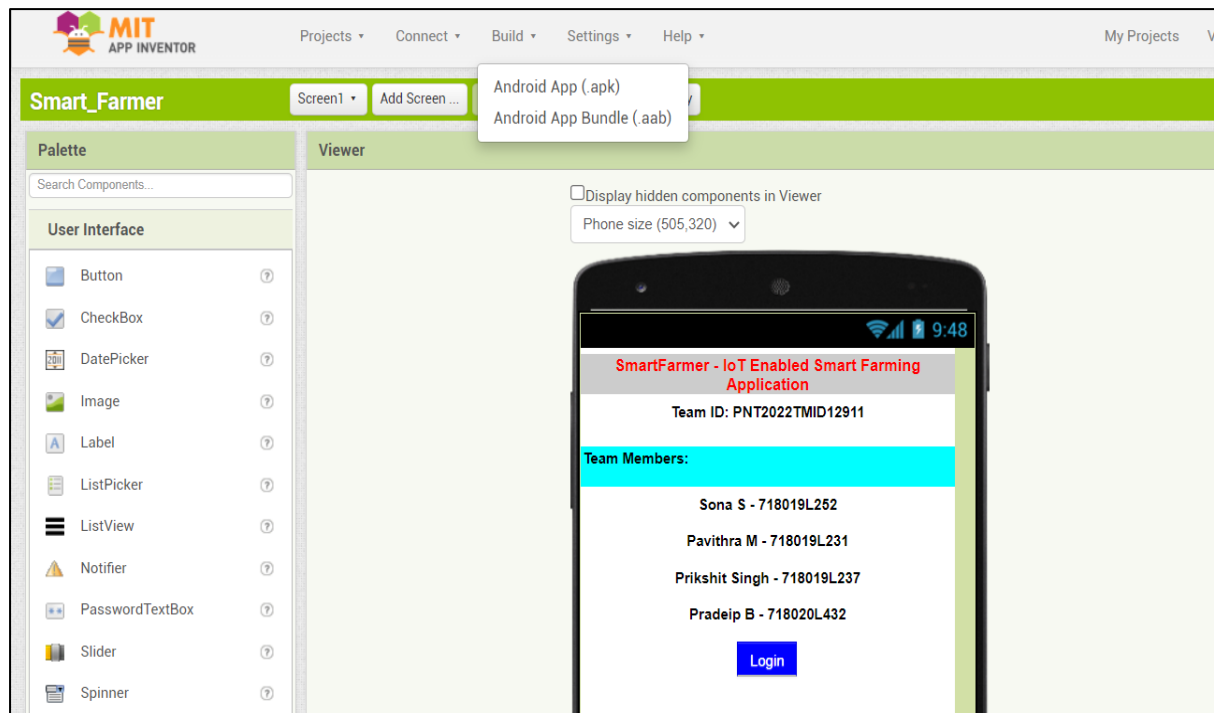 MIT
APP INVENTOR
Projects
Connect
Build
Settings
Help
My Projects
Android App (.apk)
Android App Bundle (.aab)
Smart_Farmer
Screen1
Add Screen ...
Palette
Viewer
Search Components...
Display hidden components in Viewer
Phone size (505,320)
User Interface
Button
CheckBox
DatePicker
Image
Label
ListPicker
ListView
Notifier
PasswordTextBox
Slider
Spinner
9:48
SmartFarmer - IoT Enabled Smart Farming
Application
Team ID: PNT2022TMID12911
Team Members:
Sona S - 718019L252
Pavithra M - 718019L231
Prikshit Singh - 718019L237
Pradeip B - 718020L432
Login